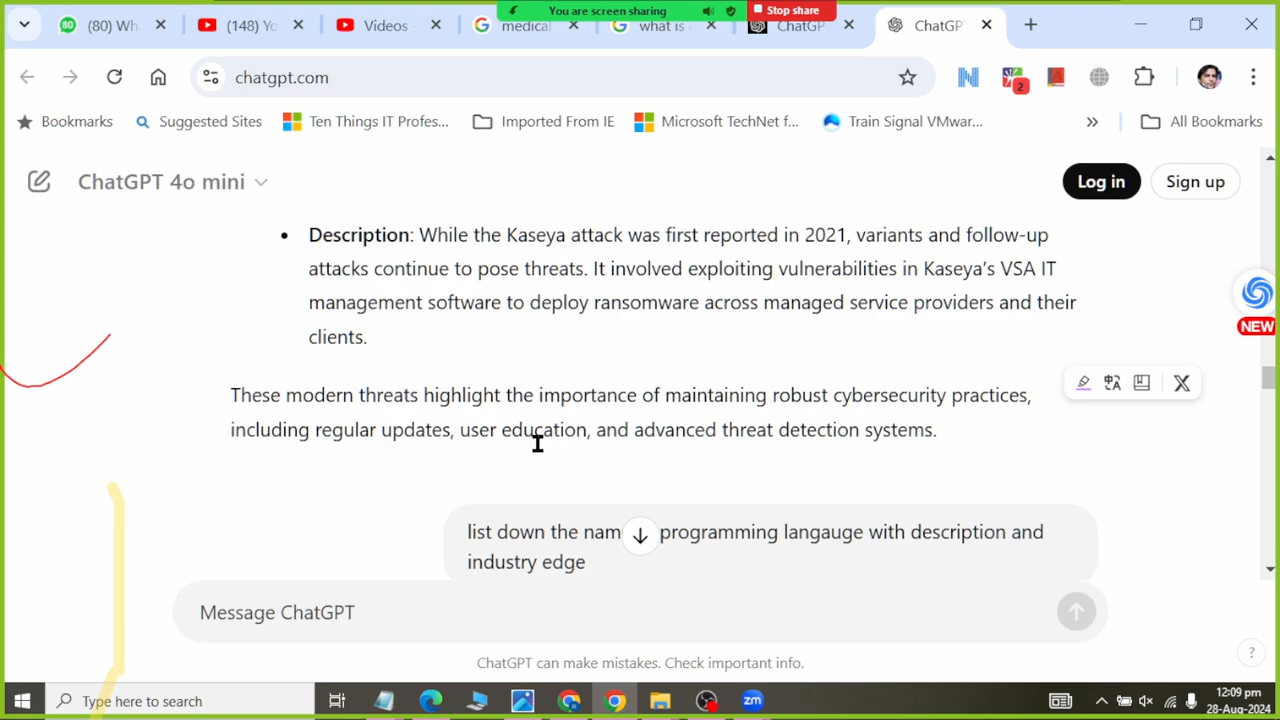 You are screen sharing
Stop share
(80) Wh
(148) Yo
Videos
medical
what is
ChatGP
ChatGP
chatgpt.com
2
Bookmarks
Suggested Sites
Ten Things IT Profes...
Imported From IE
Microsoft TechNet f...
Train Signal VMwar...
»
All Bookmarks
ChatGPT 4o mini
Log in
Sign up
• Description: While the Kaseya attack was first reported in 2021, variants and follow-up
attacks continue to pose threats. It involved exploiting vulnerabilities in Kaseya’s VSA IT
management software to deploy ransomware across managed service providers and their
clients.
NEW
These modern threats highlight the importance of maintaining robust cybersecurity practices,
including regular updates, user education, and advanced threat detection systems.
list down the nam programming langauge with description and
industry edge
Message ChatGPT
ChatGPT can make mistakes. Check important info.
?
Type here to search
zm
12:09 pm
28-Aug-2024